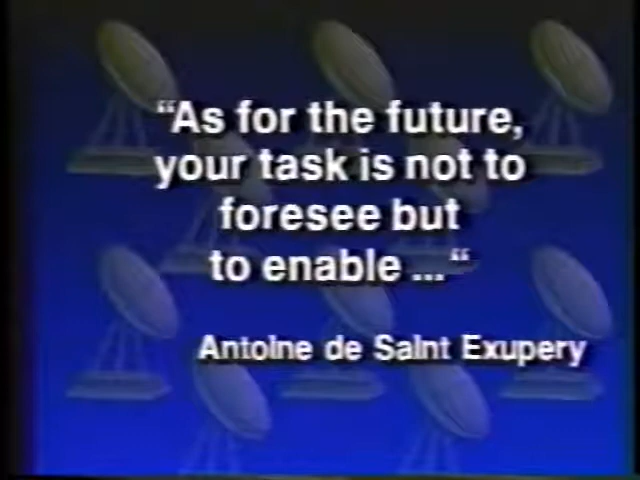 “As for the future,
your task is not to
foresee but
to enable ...“
Antoine de Saint Exupery